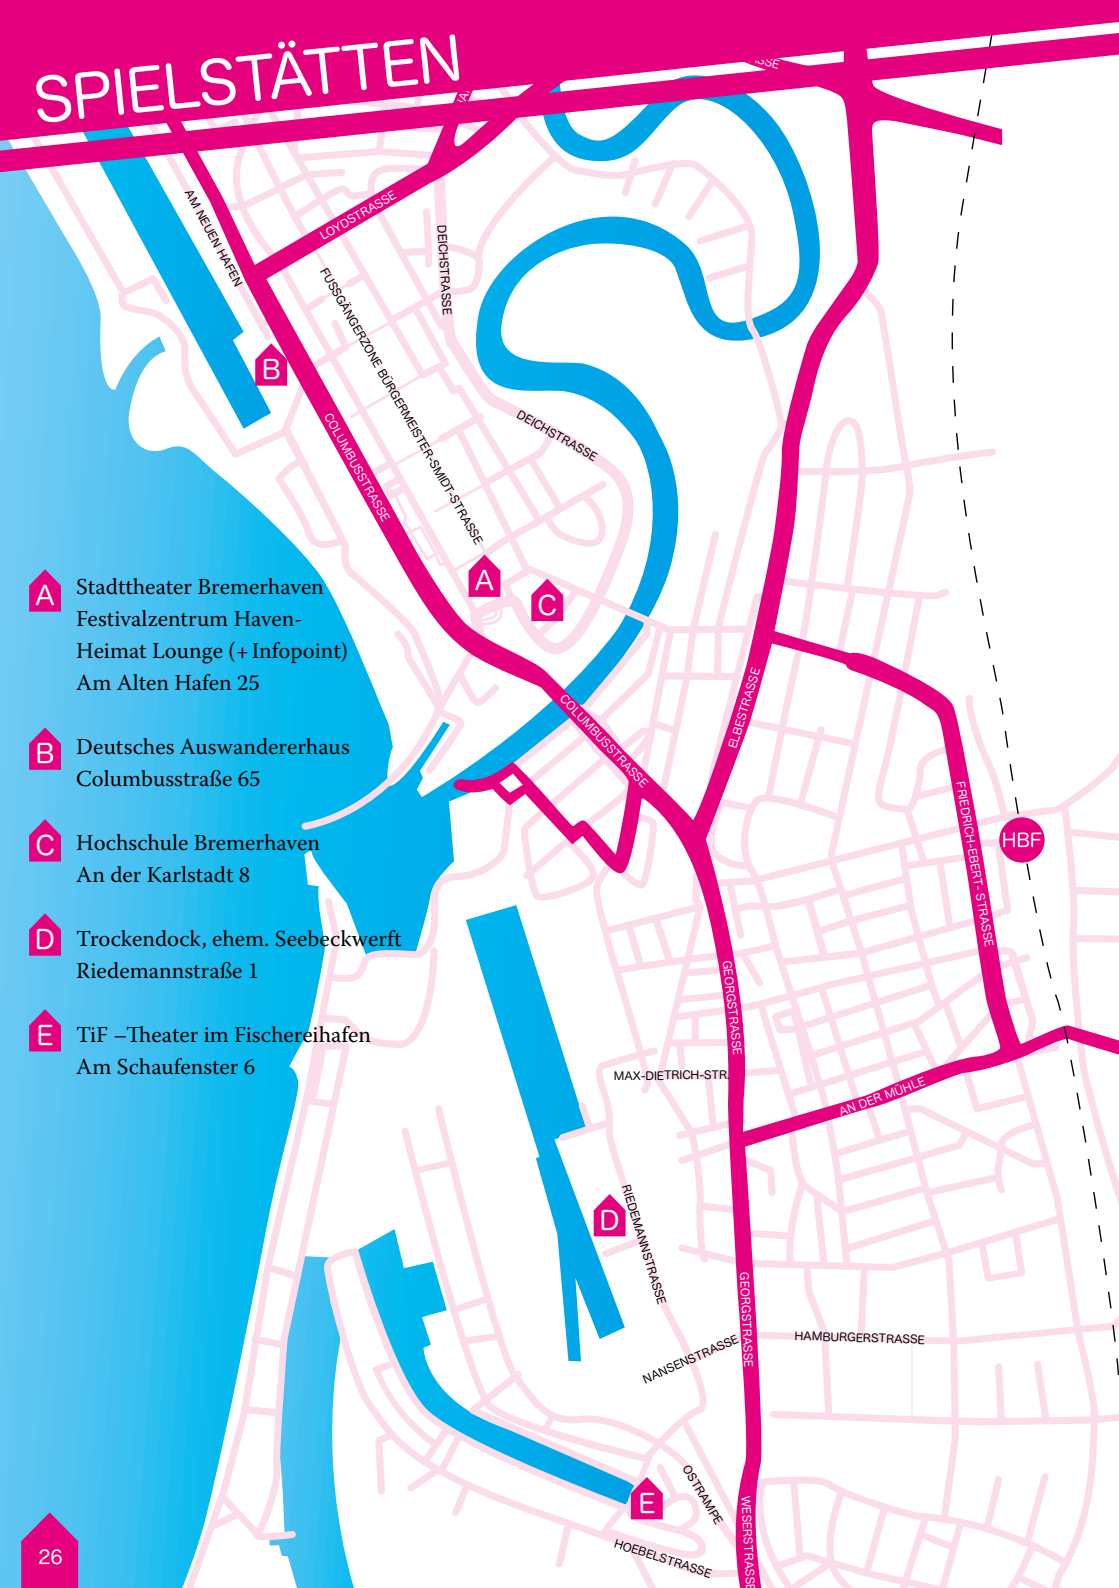 SPIELSTÄTTEN
AM NEUEN HAFEN
LOYDSTRASSE
DEICHSTRASSE
FUSSGÄNGERZONE BÜRGERMEISTER-SMIDT-STRASSE
B
COLUMBUSSTRASSE
DEICHSTRASSE
A
C
A
Stadttheater Bremerhaven
Festivalzentrum Haven-
Heimat Lounge (+ Infopoint)
Am Alten Hafen 25
B
Deutsches Auswandererhaus
Columbusstraße 65
C
Hochschule Bremerhaven
An der Karlstadt 8
D
Trockendock, ehem. Seebeckwerft
Riedemannstraße 1
E
TiF –Theater im Fischereihafen
Am Schaufenster 6
COLUMBUSSTRASSE
ELBESTRASSE
FRIEDRICH-EBERT- STRASSE
HBF
GEORGSTRASSE
MAX-DIETRICH-STR.
AN DER MÜHLE
D
RIEDEMANNSTRASSE
GEORGSTRASSE
NANSENSTRASSE
HAMBURGERSTRASSE
E
OSTRAMPE
HOEBELSTRASSE
WESERSTRASSE
26